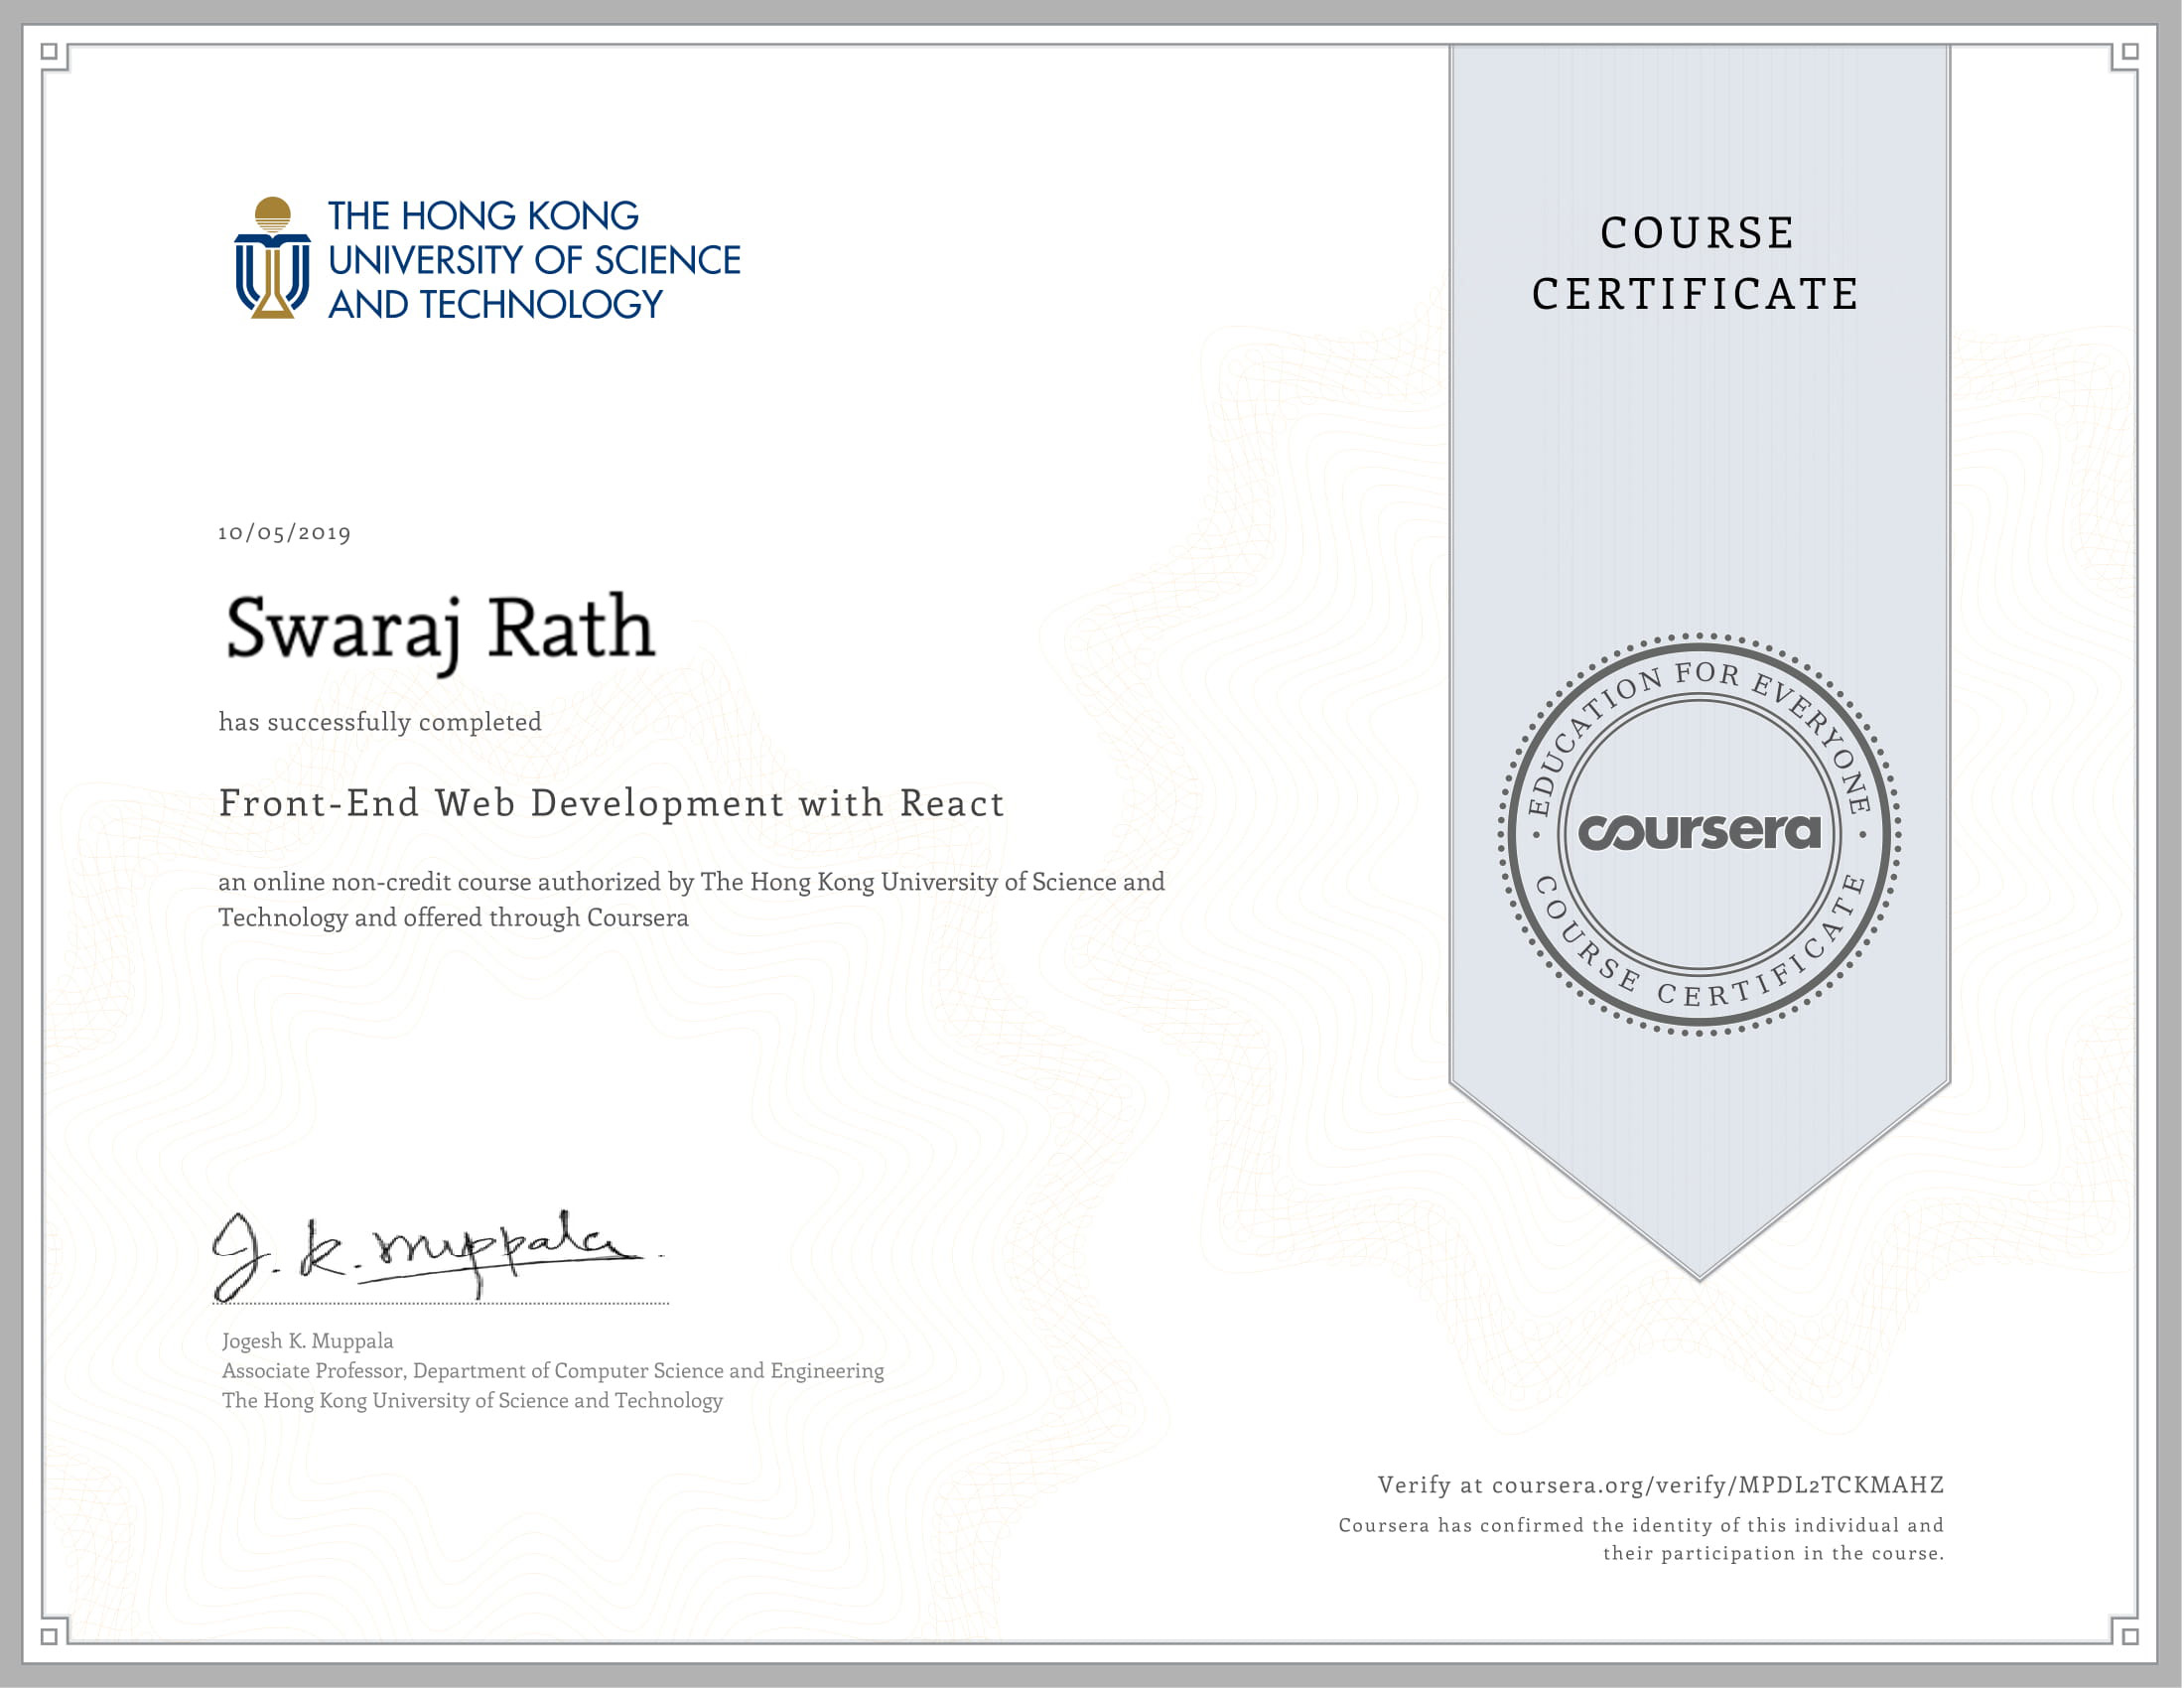 THE HONG KONG
UNIVERSITY OF SCIENCE
AND TECHNOLOGY
COURSE
CERTIFICATE
10/05/2019
Swaraj Rath
has successfully completed
Front-End Web Development with React
an online non-credit course authorized by The Hong Kong University of Science and
Technology and offered through Coursera
EDUCATION FOR EVERYONE
coursera
COURSE CERTIFICATE
J. K. Muppala
Jogesh K. Muppala
Associate Professor, Department of Computer Science and Engineering
The Hong Kong University of Science and Technology
Verify at coursera.org/verify/MPDL2TCKMAHZ
Coursera has confirmed the identity of this individual and
their participation in the course.